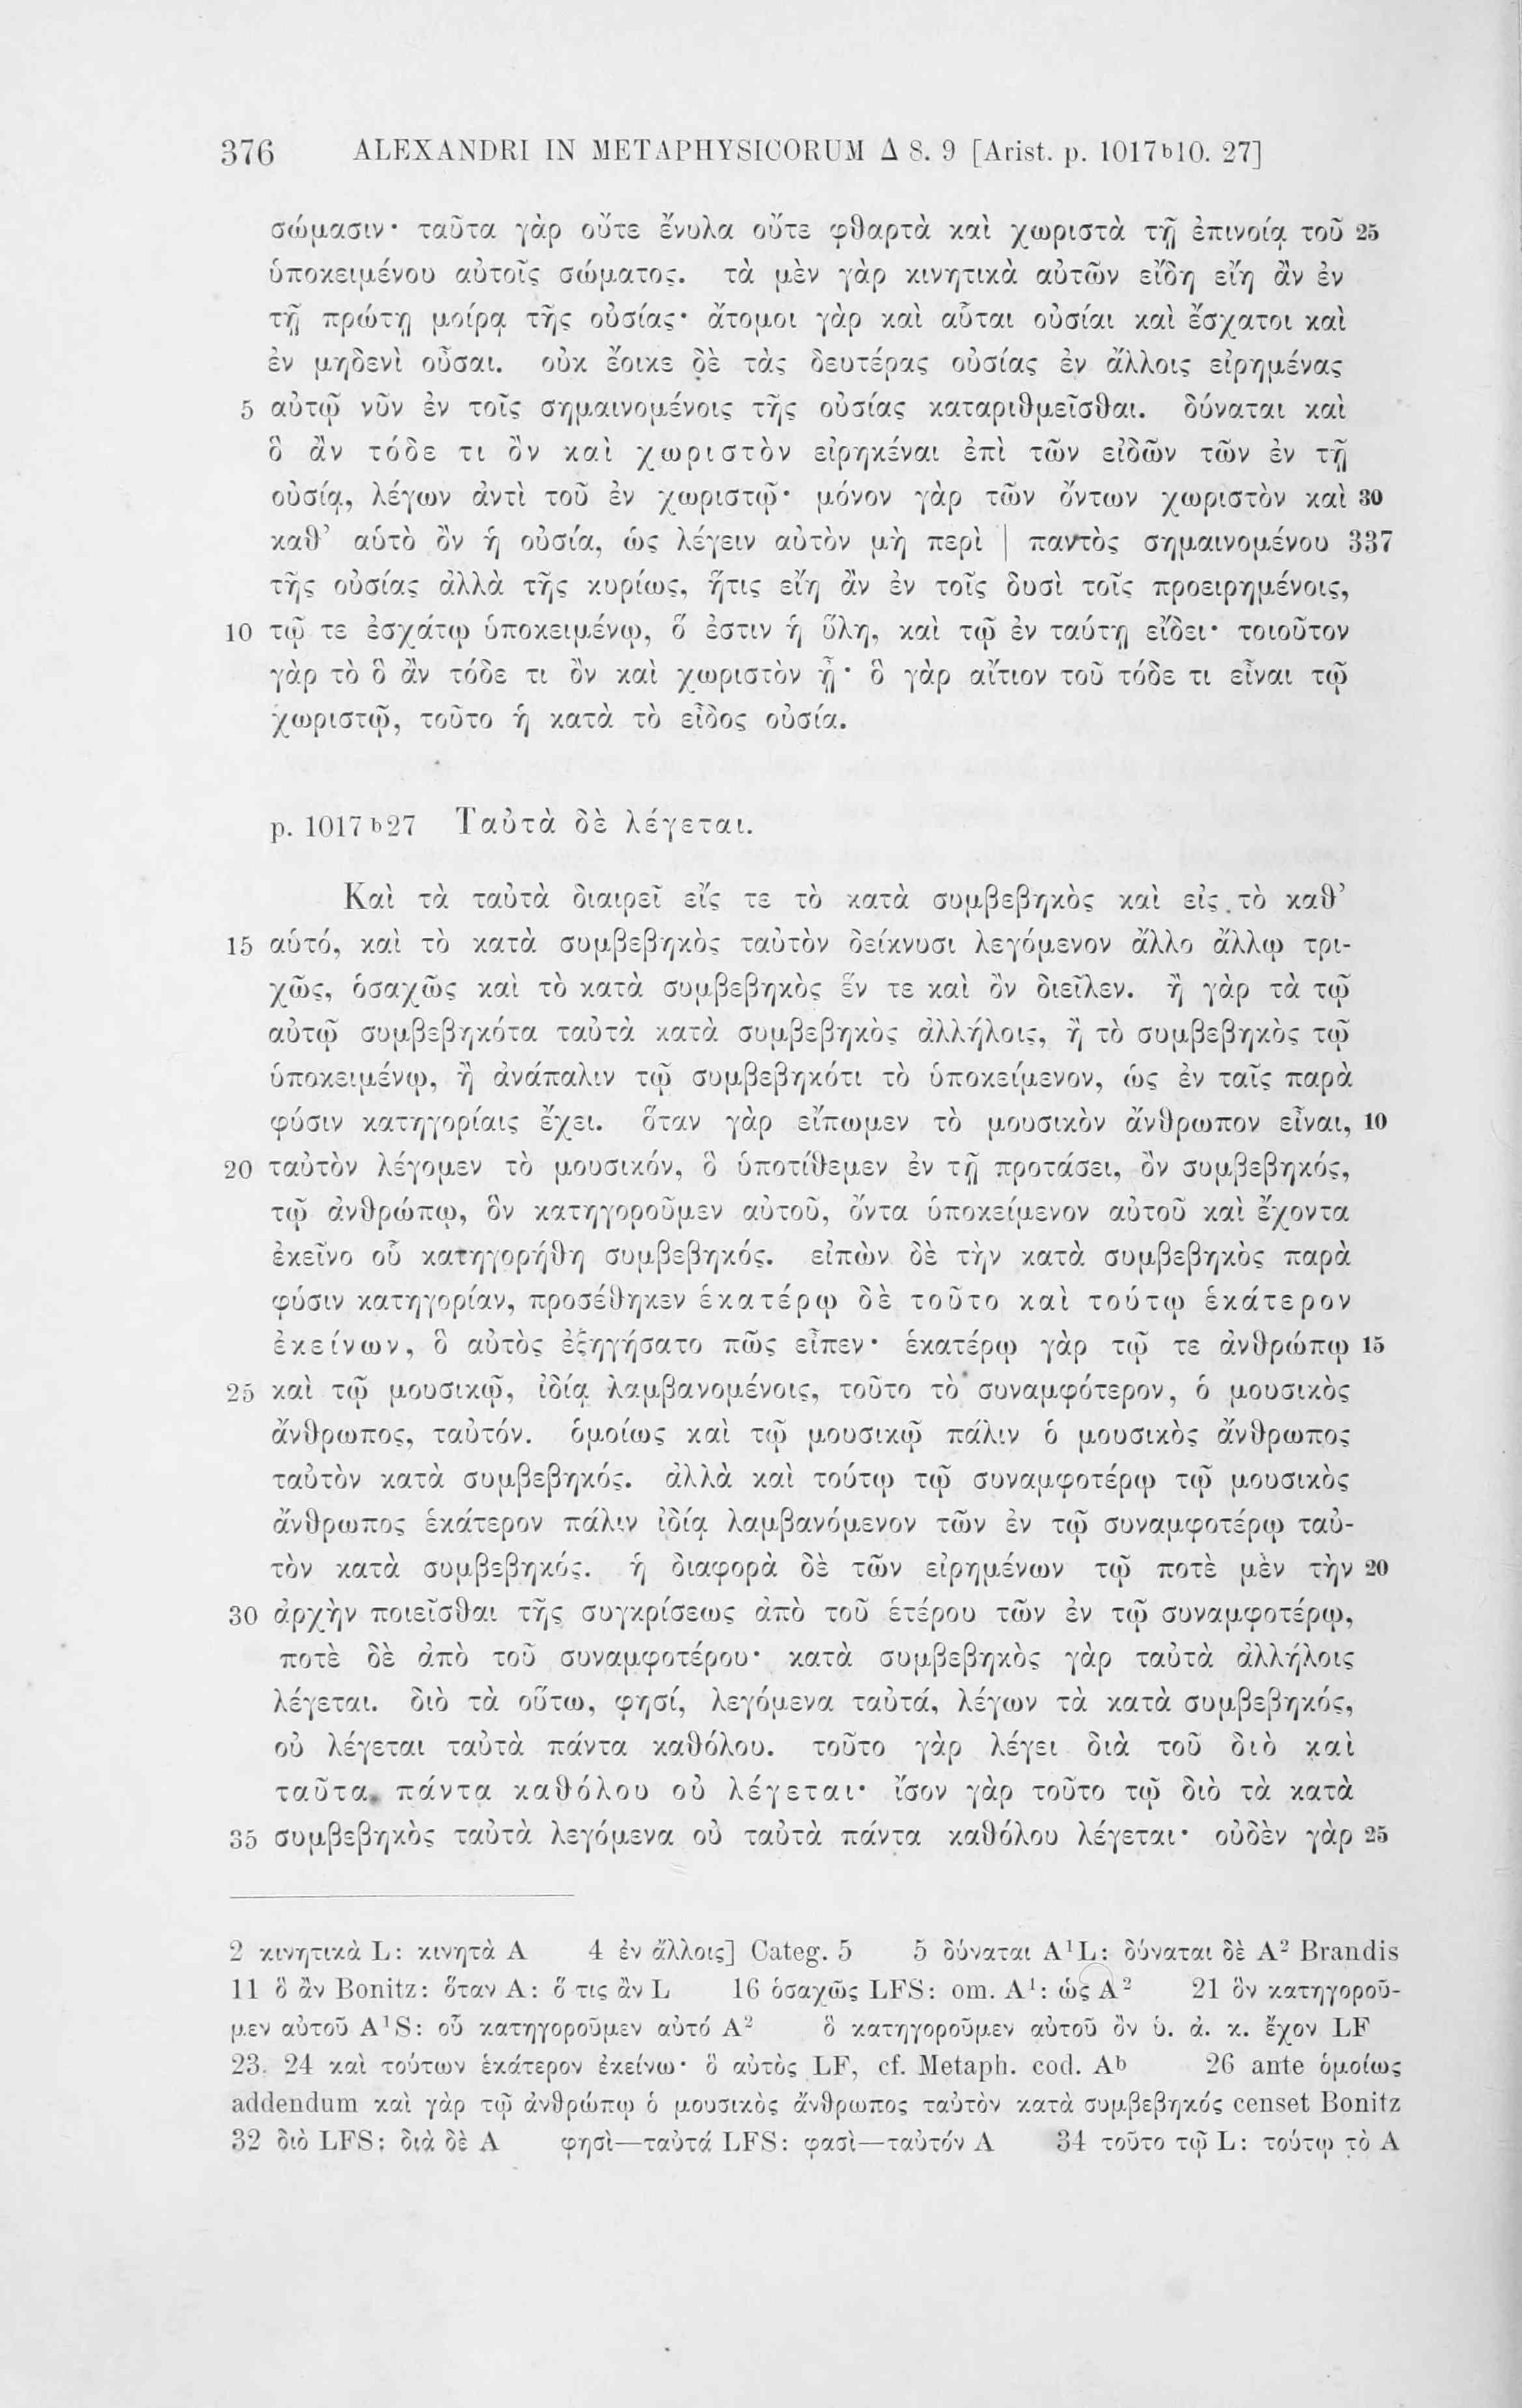 376 ALEXANDRI IN METAPHYSICORUM Δ 8. 9 [Arist. p. 1017ᵇ10. 27]
σώμασιν· ταῦτα γὰρ οὔτε ἔνυλα οὔτε φθαρτὰ καὶ χωριστὰ τῇ ἐπινοίᾳ τοῦ 25
ὑποκειμένου αὐτοῖς σώματος. τὰ μὲν γὰρ κινητικὰ αὐτῶν εἴδη εἴη ἂν ἐν
τῇ πρώτῃ μοίρᾳ τῆς οὐσίας· ἄτομοι γὰρ καὶ αὗται οὐσίαι καὶ ἔσχατοι καὶ
ἐν μηδενὶ οὖσαι. οὐκ ἔοικε δὲ τὰς δευτέρας οὐσίας ἐν ἄλλοις εἰρημένας
5 αὐτῷ νῦν ἐν τοῖς σημαινομένοις τῆς οὐσίας καταριθμεῖσθαι. δύναται καὶ
ὃ ἂν τόδε τι ὂν καὶ χωριστὸν εἰρηκέναι ἐπὶ τῶν εἰδῶν τῶν ἐν τῇ
οὐσίᾳ, λέγων ἀντὶ τοῦ ἐν χωριστῷ· μόνον γὰρ τῶν ὄντων χωριστὸν καὶ 30
καθ’ αὑτὸ ὂν ἡ οὐσία, ὡς λέγειν αὐτὸν μὴ περὶ | παντὸς σημαινομένου 337
τῆς οὐσίας ἀλλὰ τῆς κυρίως, ἥτις εἴη ἂν ἐν τοῖς δυσὶ τοῖς προειρημένοις,
10 τῷ τε ἐσχάτῳ ὑποκειμένῳ, ὅ ἐστιν ἡ ὕλη, καὶ τῷ ἐν ταύτῃ εἴδει· τοιοῦτον
γὰρ τὸ ὃ ἂν τόδε τι ὂν καὶ χωριστὸν ᾖ· ὃ γὰρ αἴτιον τοῦ τόδε τι εἶναι τῷ
χωριστῷ, τοῦτο ἡ κατὰ τὸ εἶδος οὐσία.
p. 1017ᵇ27 Ταὐτὰ δὲ λέγεται.
Καὶ τὰ ταὐτὰ διαιρεῖ εἴς τε τὸ κατὰ συμβεβηκὸς καὶ εἰς τὸ καθ’
15 αὑτό, καὶ τὸ κατὰ συμβεβηκὸς ταὐτὸν δείκνυσι λεγόμενον ἄλλο ἄλλῳ τρι-
χῶς, ὁσαχῶς καὶ τὸ κατὰ συμβεβηκὸς ἕν τε καὶ ὂν διεῖλεν. ἢ γὰρ τὰ τῷ
αὐτῷ συμβεβηκότα ταὐτὰ κατὰ συμβεβηκὸς ἀλλήλοις, ἢ τὸ συμβεβηκὸς τῷ
ὑποκειμένῳ, ἢ ἀνάπαλιν τῷ συμβεβηκότι τὸ ὑποκείμενον, ὡς ἐν ταῖς παρὰ
φύσιν κατηγορίαις ἔχει. ὅταν γὰρ εἴπωμεν τὸ μουσικὸν ἄνθρωπον εἶναι, 10
20 ταὐτὸν λέγομεν τὸ μουσικόν, ὃ ὑποτίθεμεν ἐν τῇ προτάσει, ὂν συμβεβηκός,
τῷ ἀνθρώπῳ, ὃν κατηγοροῦμεν αὐτοῦ, ὄντα ὑποκείμενον αὐτοῦ καὶ ἔχοντα
ἐκεῖνο οὗ κατηγορήθη συμβεβηκός. εἰπὼν δὲ τὴν κατὰ συμβεβηκὸς παρὰ
φύσιν κατηγορίαν, προσέθηκεν ἑκατέρῳ δὲ τοῦτο καὶ τούτῳ ἑκάτερον
ἐκείνων, ὃ αὐτὸς ἐξηγήσατο πῶς εἶπεν· ἑκατέρῳ γὰρ τῷ τε ἀνθρώπῳ 15
25 καὶ τῷ μουσικῷ, ἰδίᾳ λαμβανομένοις, τοῦτο τὸ συναμφότερον, ὁ μουσικὸς
ἄνθρωπος, ταὐτόν. ὁμοίως καὶ τῷ μουσικῷ πάλιν ὁ μουσικὸς ἄνθρωπος
ταὐτὸν κατὰ συμβεβηκός. ἀλλὰ καὶ τούτῳ τῷ συναμφοτέρῳ τῷ μουσικὸς
ἄνθρωπος ἑκάτερον πάλιν ἰδίᾳ λαμβανόμενον τῶν ἐν τῷ συναμφοτέρῳ ταὐ-
τὸν κατὰ συμβεβηκός. ἡ διαφορὰ δὲ τῶν εἰρημένων τῷ ποτὲ μὲν τὴν 20
30 ἀρχὴν ποιεῖσθαι τῆς συγκρίσεως ἀπὸ τοῦ ἑτέρου τῶν ἐν τῷ συναμφοτέρῳ,
ποτὲ δὲ ἀπὸ τοῦ συναμφοτέρου· κατὰ συμβεβηκὸς γὰρ ταὐτὰ ἀλλήλοις
λέγεται. διὸ τὰ οὕτω, φησί, λεγόμενα ταὐτά, λέγων τὰ κατὰ συμβεβηκός,
οὐ λέγεται ταὐτὰ πάντα καθόλου. τοῦτο γὰρ λέγει διὰ τοῦ διὸ καὶ
ταῦτα πάντα καθόλου οὐ λέγεται· ἴσον γὰρ τοῦτο τῷ διὸ τὰ κατὰ
35 συμβεβηκὸς ταὐτὰ λεγόμενα οὐ ταὐτὰ πάντα καθόλου λέγεται· οὐδὲν γὰρ 25
2 κινητικὰ L: κινητὰ A 4 ἐν ἄλλοις] Categ. 5 5 δύναται A¹L: δύναται δὲ A² Brandis
11 ὃ ἂν Bonitz: ὅταν A: ὅ τις ἂν L 16 ὁσαχῶς LFS: om. A¹: ὡς A² 21 ὃν κατηγοροῦ-
μεν αὐτοῦ A¹S: οὗ κατηγοροῦμεν αὐτό A² ὃ κατηγοροῦμεν αὐτοῦ ὂν ὑ. ἀ. κ. ἔχον LF
23. 24 καὶ τούτων ἑκάτερον ἐκείνω· ὃ αὐτὸς LF, cf. Metaph. cod. Aᵇ 26 ante ὁμοίως
addendum καὶ γὰρ τῷ ἀνθρώπῳ ὁ μουσικὸς ἄνθρωπος ταὐτὸν κατὰ συμβεβηκός censet Bonitz
32 διὸ LFS: διὰ δὲ A φησὶ—ταὐτά LFS: φασὶ—ταὐτόν A 34 τοῦτο τῷ L: τούτῳ τὸ A